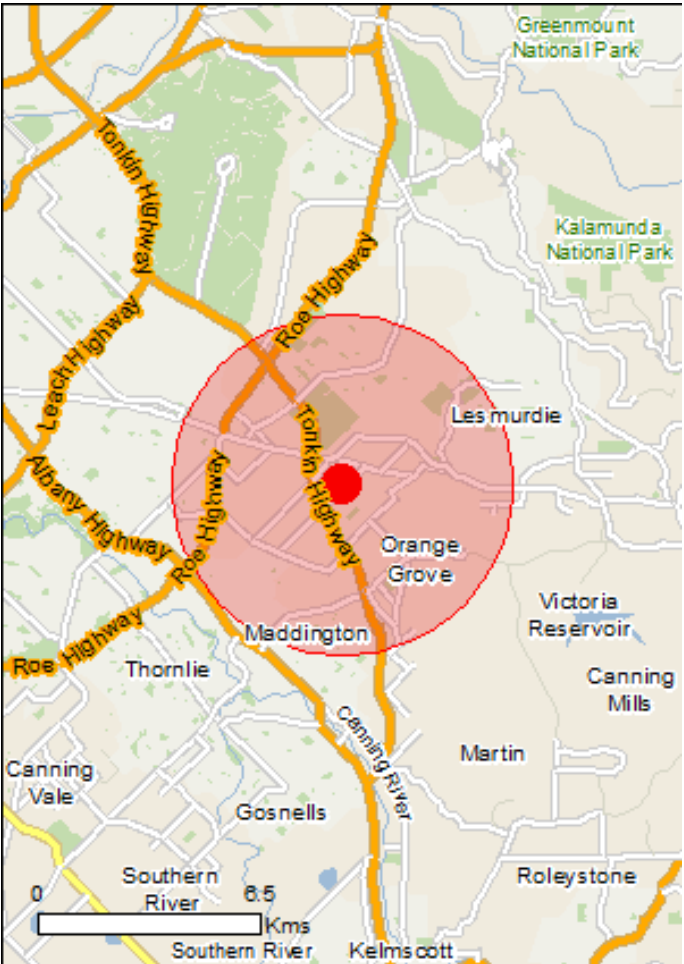 Greenmount
National Park
Tonkin Highway
Kalamunda
National Park
Roe Highway
Leach Highway
Les murdie
Tonkin Highway
Albany Highway
Roe Highway
Orange
Grove
Victoria
Reservoir
Maddington
Roe Highway
Thornlie
Canning
Mills
Canning River
Martin
Canning
Vale
Gosnells
Southern
River
Roleystone
0
6.5
Kms
Southern River
Kelmscott